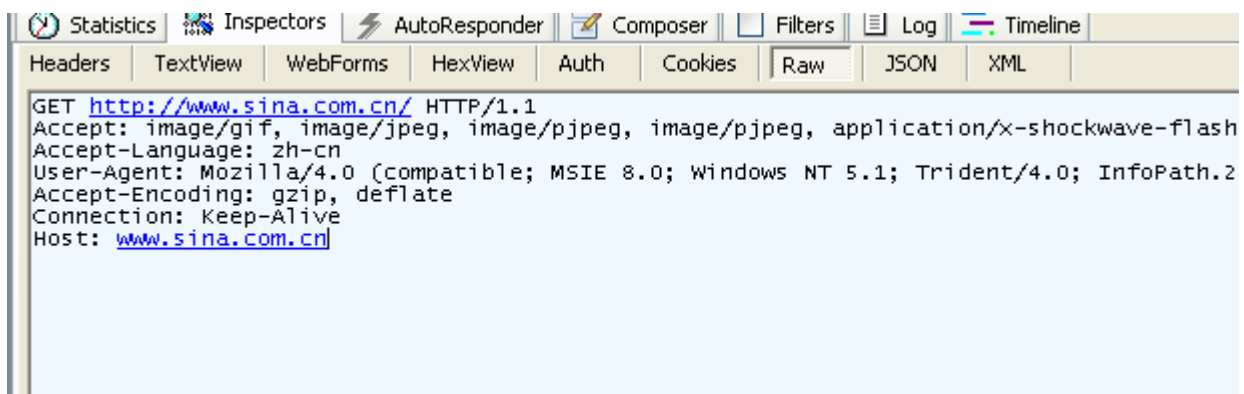 Statistics Inspectors AutoResponder Composer Filters Log Timeline
Headers TextView WebForms HexView Auth Cookies Raw JSON XML
GET http://www.sina.com.cn/ HTTP/1.1
Accept: image/gif, image/jpeg, image/pjpeg, image/pjpeg, application/x-shockwave-flash
Accept-Language: zh-cn
User-Agent: Mozilla/4.0 (compatible; MSIE 8.0; Windows NT 5.1; Trident/4.0; InfoPath.2
Accept-Encoding: gzip, deflate
Connection: Keep-Alive
Host: www.sina.com.cn